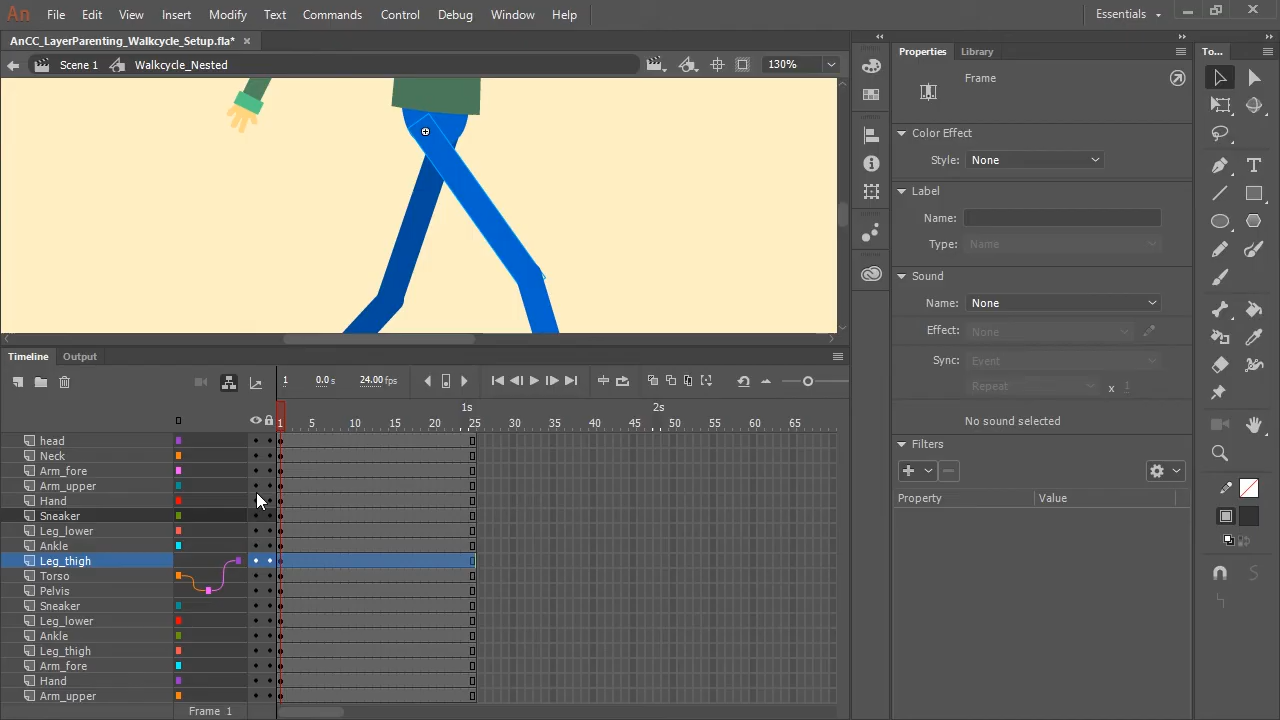 An File Edit View Insert Modify Text Commands Control Debug Window Help Essentials
AnCC_LayerParenting_Walkcycle_Setup.fla*
Scene 1 Walkcycle_Nested 130%
Properties Library To...
Frame
Color Effect
Style: None
Label
Name:
Type: Name
Sound
Name: None
Effect: None
Sync: Event
Repeat x 1
No sound selected
Filters
Property Value
Timeline Output
1 0.0 s 24.00 fps
1s 2s
1 5 10 15 20 25 30 35 40 45 50 55 60 65
head
Neck
Arm_fore
Arm_upper
Hand
Sneaker
Leg_lower
Ankle
Leg_thigh
Torso
Pelvis
Sneaker
Leg_lower
Ankle
Leg_thigh
Arm_fore
Hand
Arm_upper
Frame 1